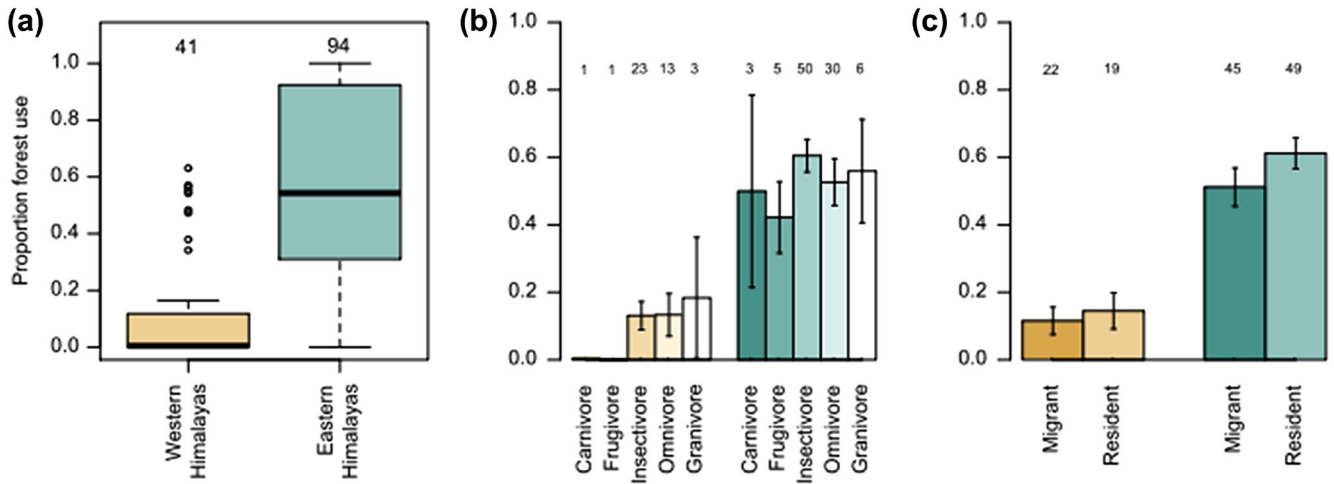 (a)
Proportion forest use
1.0
0.8
0.6
0.4
0.2
0.0
41
94
Western
Himalayas
Eastern
Himalayas
(b)
1.0
0.8
0.6
0.4
0.2
0.0
1 1 23 13 3
3 5 50 30 6
Carnivore
Frugivore
Insectivore
Omnivore
Granivore
Carnivore
Frugivore
Insectivore
Omnivore
Granivore
(c)
1.0
0.8
0.6
0.4
0.2
0.0
22 19
45 49
Migrant
Resident
Migrant
Resident